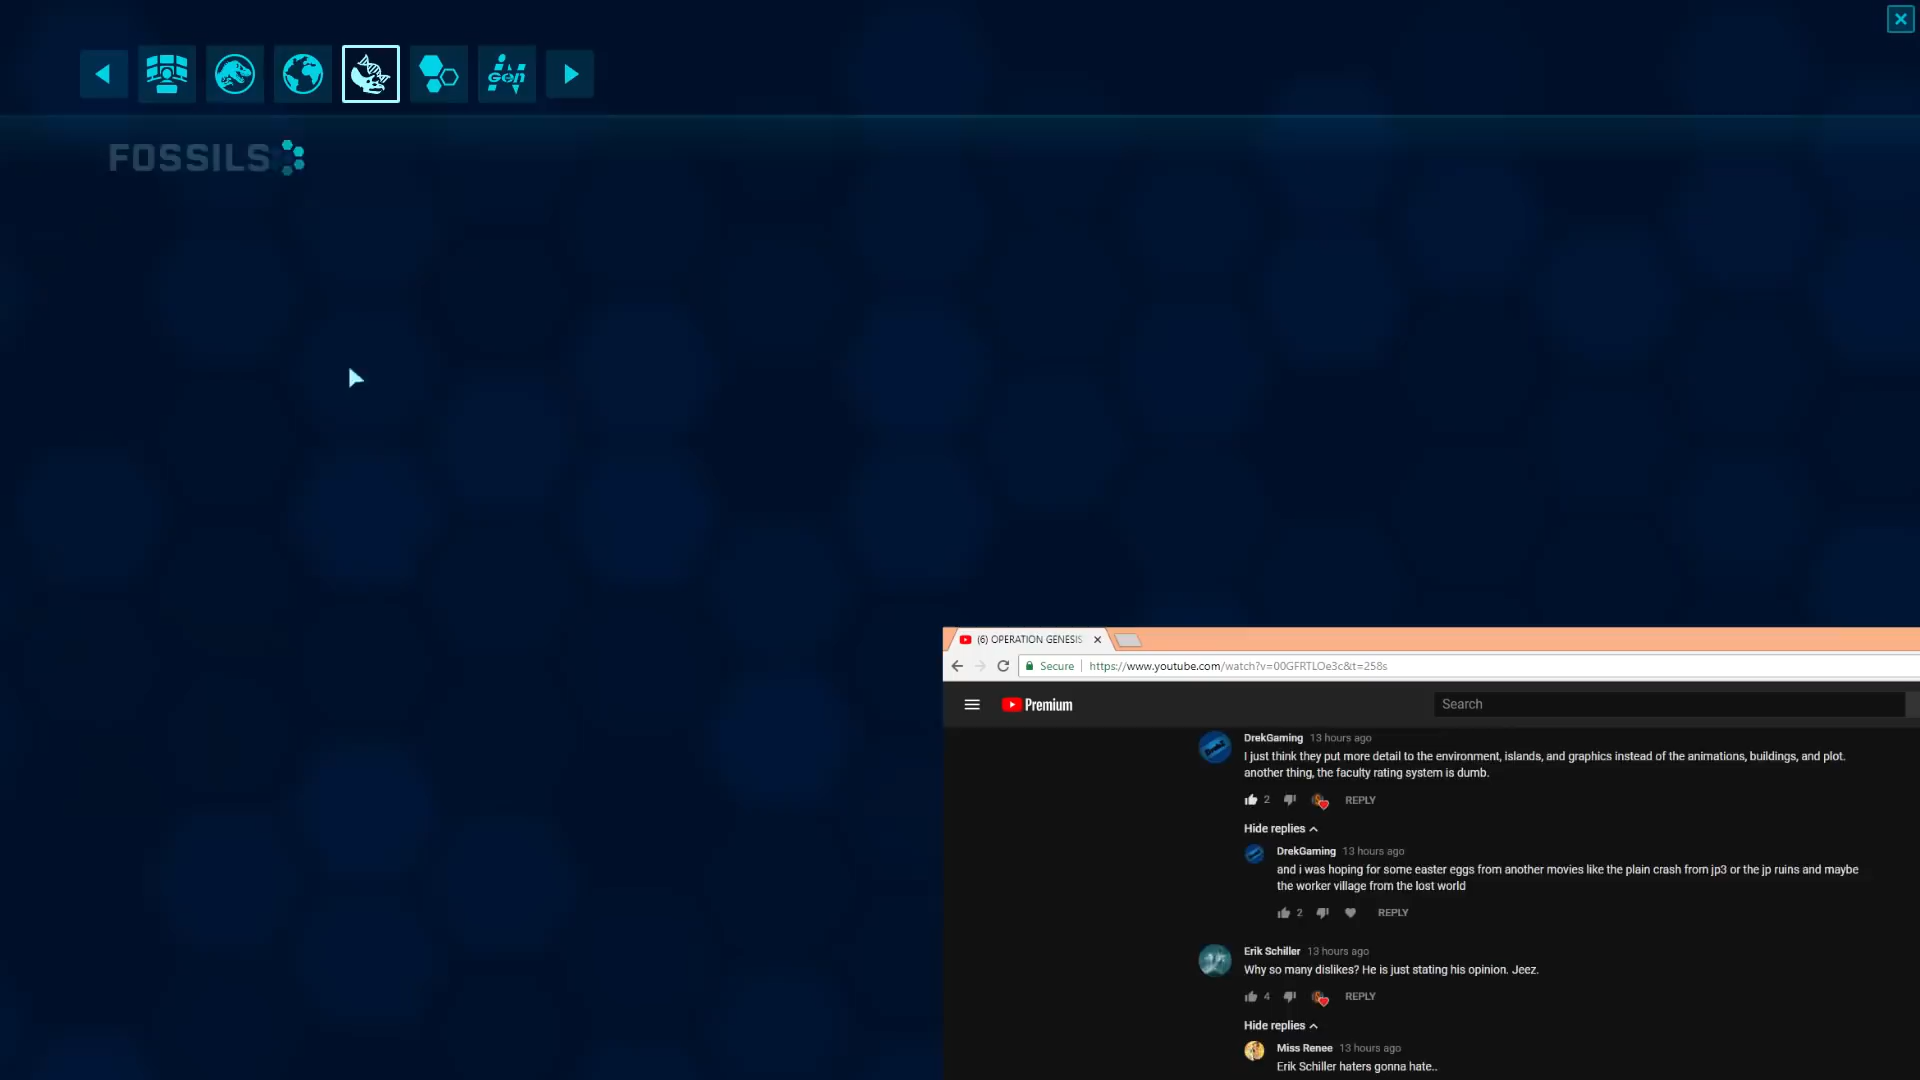 iN
Gen
FOSSILS
(6) OPERATION GENESIS
Secure https://www.youtube.com/watch?v=00GFRTLOe3c&t=258s
Premium
Search
DrekGaming 13 hours ago
I just think they put more detail to the environment, islands, and graphics instead of the animations, buildings, and plot.
another thing, the faculty rating system is dumb.
2 REPLY
Hide replies
DrekGaming 13 hours ago
and i was hoping for some easter eggs from another movies like the plain crash from jp3 or the jp ruins and maybe
the worker village from the lost world
2 REPLY
Erik Schiller 13 hours ago
Why so many dislikes? He is just stating his opinion. Jeez.
4 REPLY
Hide replies
Miss Renee 13 hours ago
Erik Schiller haters gonna hate..